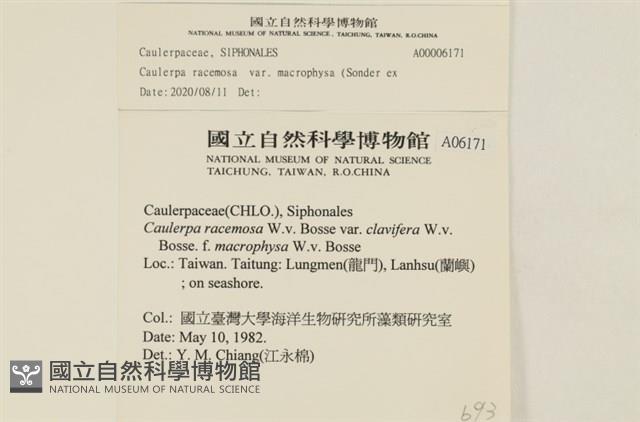 國立自然科學博物館
NATIONAL MUSEUM OF NATURAL SCIENCE, TAICHUNG, TAIWAN, R.O.CHINA
Caulerpaceae, SIPHONALES A00006171
Caulerpa racemosa var. macrophysa (Sonder ex
Date:2020/08/11 Det:
國立自然科學博物館 A06171
NATIONAL MUSEUM OF NATURAL SCIENCE
TAICHUNG, TAIWAN, R.O.CHINA
Caulerpaceae(CHLO.), Siphonales
Caulerpa racemosa W.v. Bosse var. clavifera W.v.
Bosse. f. macrophysa W.v. Bosse
Loc.: Taiwan. Taitung: Lungmen(龍門), Lanhsu(蘭嶼)
; on seashore.
Col.: 國立臺灣大學海洋生物研究所藻類研究室
Date: May 10, 1982.
Det.: Y. M. Chiang(江永棉)
國立自然科學博物館
NATIONAL MUSEUM OF NATURAL SCIENCE
693